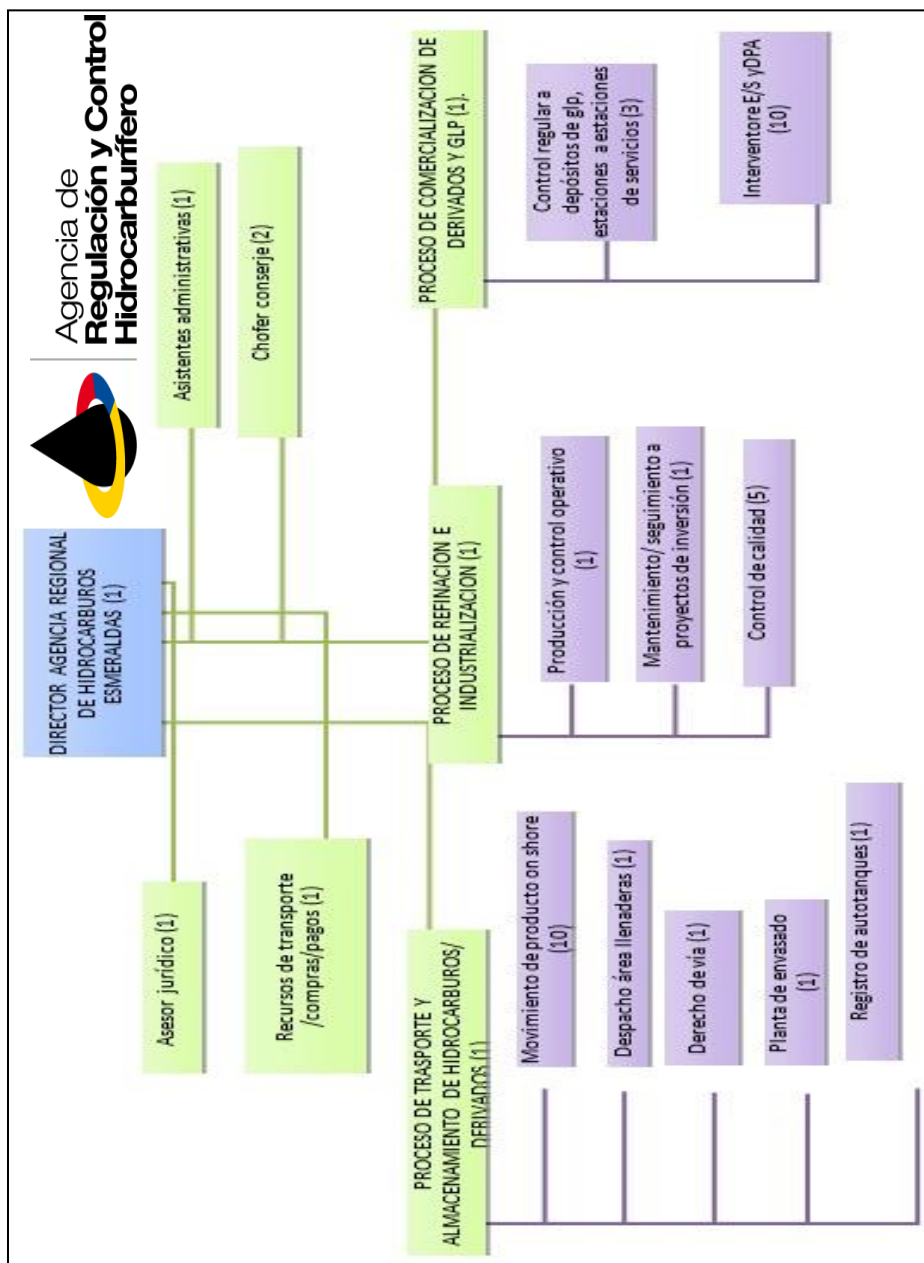 Agencia de
Regulación y Control
Hidrocarburífero
DIRECTOR AGENCIA REGIONAL
DE HIDROCARBUROS
ESMERALDAS (1)
Asesor jurídico (1)
Asistentes administrativas (1)
Recursos de transporte
/compras/pagos (1)
Chofer conserje (2)
PROCESO DE TRASPORTE Y
ALMACENAMIENTO DE HIDROCARBUROS/
DERIVADOS (1)
Movimiento de producto on shore
(10)
Despacho área llenaderas (1)
Derecho de vía (1)
Planta de envasado
(1)
Registro de autotanques (1)
PROCESO DE REFINACION E
INDUSTRIALIZACION (1)
Producción y control operativo
(1)
Mantenimiento/ seguimiento a
proyectos de inversión (1)
Control de calidad (5)
PROCESO DE COMERCIALIZACION DE
DERIVADOS Y GLP (1).
Control regular a
depósitos de glp,
estaciones a estaciones
de servicios (3)
Interventore E/S yDPA
(10)